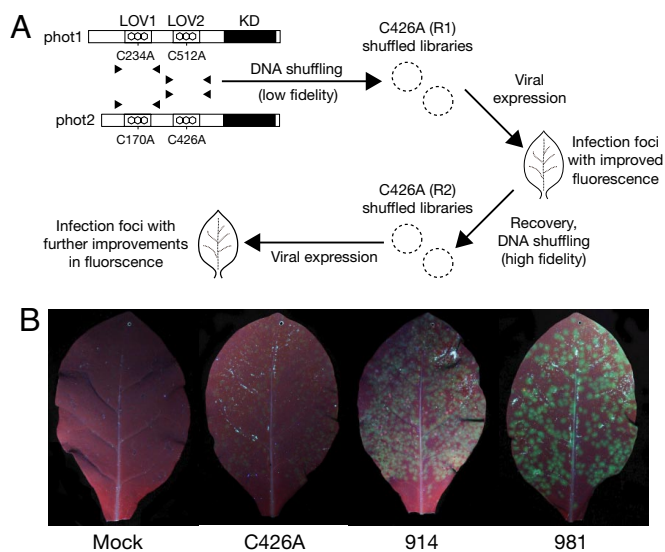 A
LOV1 LOV2 KD
phot1
C234A C512A
DNA shuffling
(low fidelity)
phot2
C170A C426A
C426A (R1)
shuffled libraries
Viral
expression
Infection foci
with improved
fluorescence
Recovery,
DNA shuffling
(high fidelity)
C426A (R2)
shuffled libraries
Viral expression
Infection foci with
further improvements
in fluorscence
B
Mock C426A 914 981